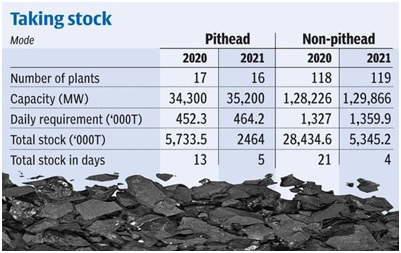 Taking stock
Mode Pithead Non-pithead
2020 2021 2020 2021
Number of plants 17 16 118 119
Capacity (MW) 34,300 35,200 1,28,226 1,29,866
Daily requirement (‘000T) 452.3 464.2 1,327 1,359.9
Total stock (‘000T) 5,733.5 2464 28,434.6 5,345.2
Total stock in days 13 5 21 4